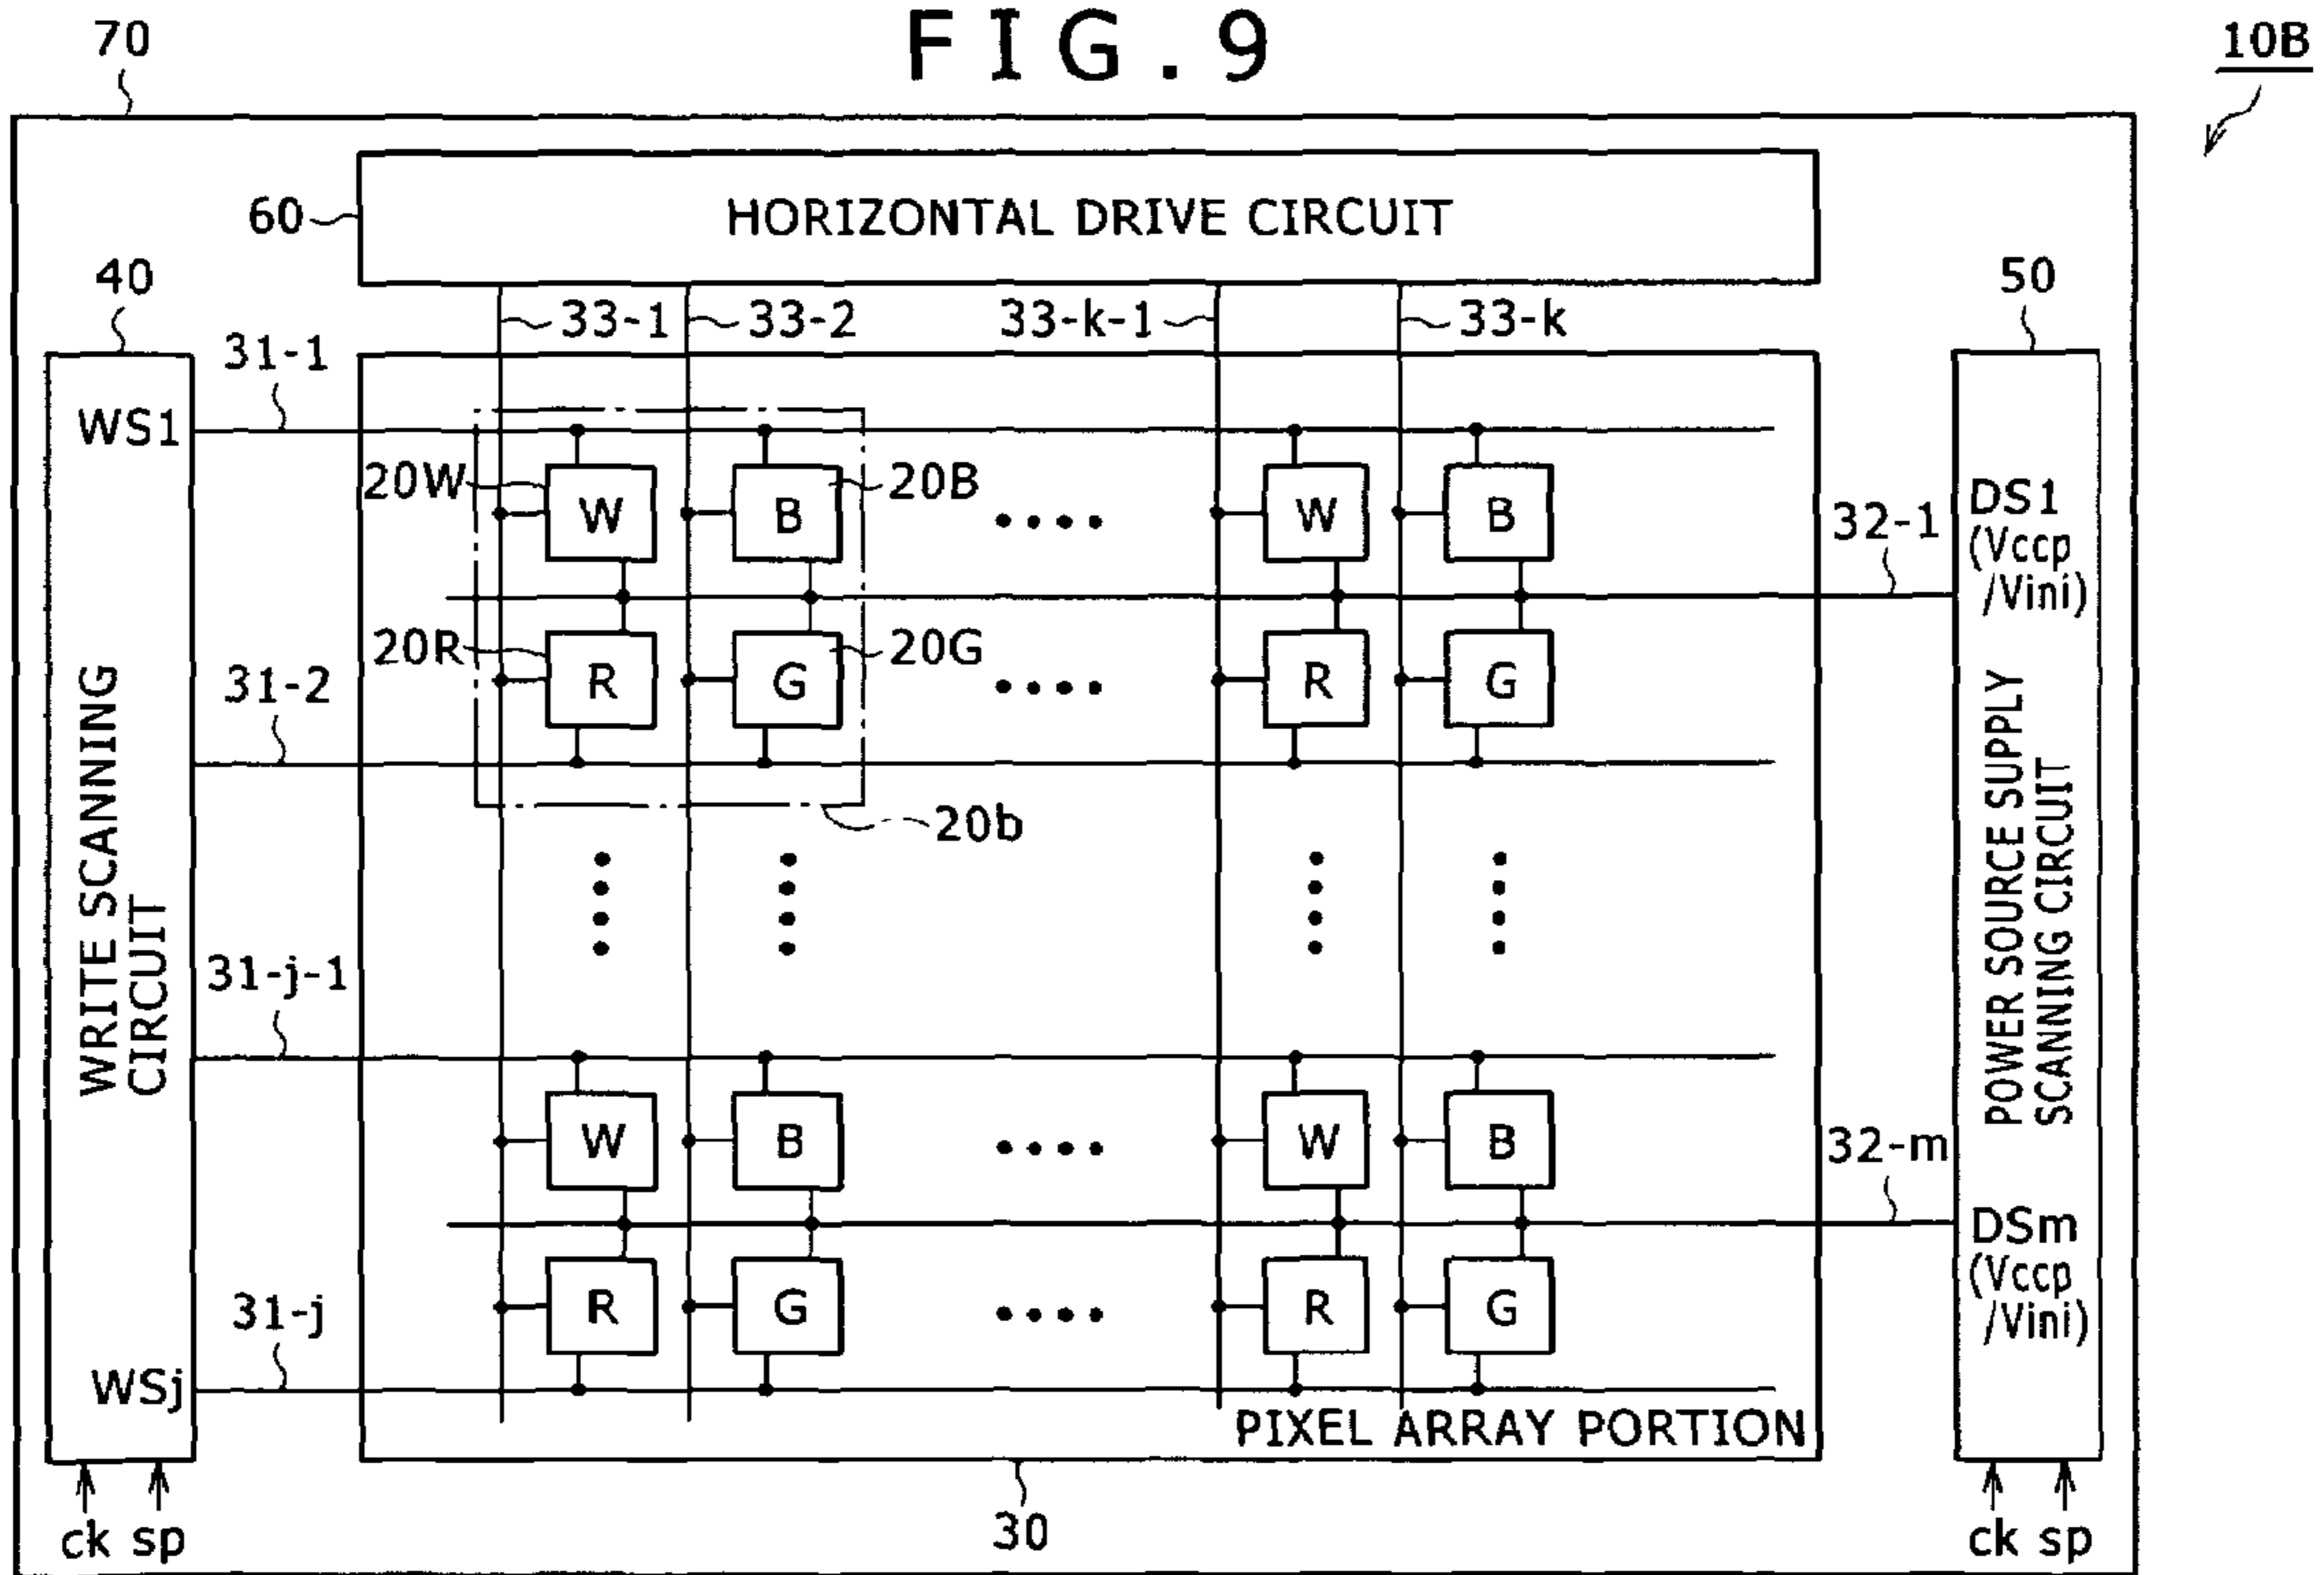 FIG.9
10B
70
60
HORIZONTAL DRIVE CIRCUIT
40
50
33-1
33-2
33-k-1
33-k
31-1
WS1
20W
W
B
20B
W
B
32-1
DS1
(Vccp
/Vini)
20R
R
G
20G
R
G
31-2
20b
WRITE SCANNING
CIRCUIT
POWER SOURCE SUPPLY
SCANNING CIRCUIT
31-j-1
W
B
W
B
32-m
DSm
(Vccp
/Vini)
R
G
R
G
31-j
WSj
PIXEL ARRAY PORTION
30
ck sp
ck sp